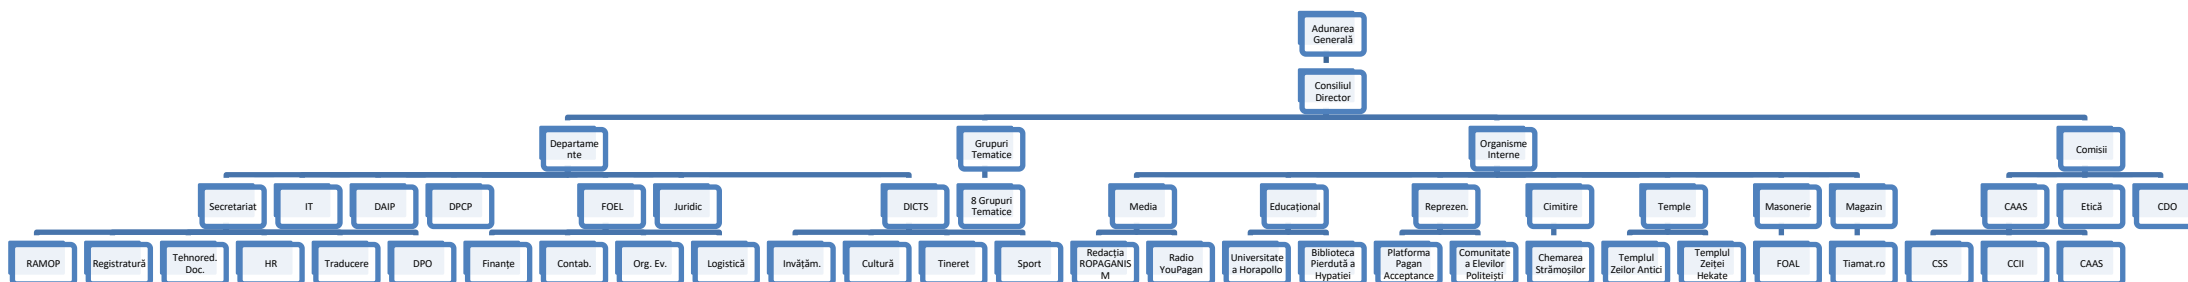 Adunarea
Generală
Consiliul
Director
Departame
nte
Grupuri
Tematice
Organisme
Interne
Comisii
Secretariat
IT
DAIP
DPCP
FOEL
Juridic
DICTS
8 Grupuri
Tematice
Media
Educațional
Reprezen.
Cimitire
Temple
Masonerie
Magazin
CAAS
Etică
CDO
RAMOP
Registratură
Tehnored.
Doc.
HR
Traducere
DPO
Finanțe
Contab.
Org. Ev.
Logistică
Invățăm.
Cultură
Tineret
Sport
Redacția
ROPAGANIS
M
Radio
YouPagan
Universitate
a Horapollo
Biblioteca
Pierdută a
Hypatiei
Platforma
Pagan
Acceptance
Comunitate
a Elevilor
Politeiști
Chemarea
Strămoșilor
Templul
Zeilor Antici
Templul
Zeiței
Hekate
FOAL
Tiamat.ro
CSS
CCII
CAAS